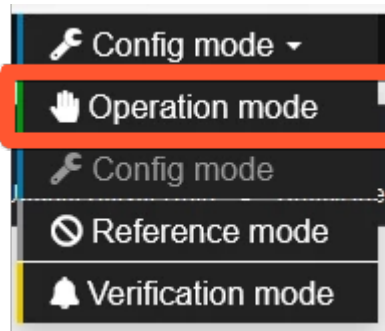 Config mode
Operation mode
Config mode
Reference mode
Verification mode